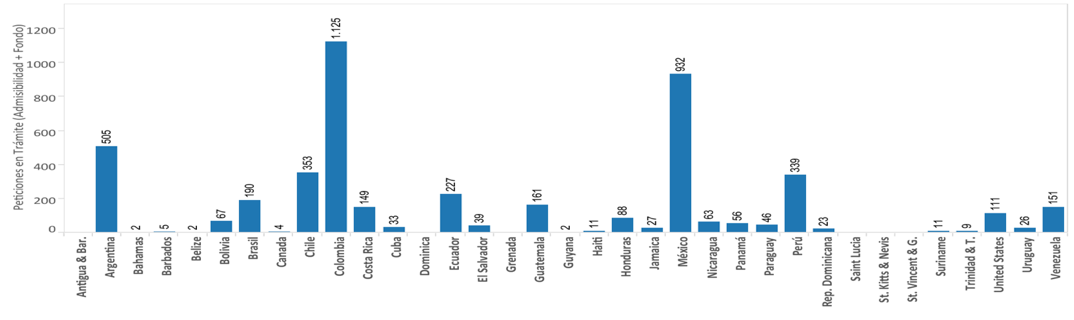 Peticiones en Trámite (Admisibilidad + Fondo)
1200
1000
800
600
400
200
0
505
2
5
2
67
190
4
353
1.125
149
33
227
39
161
2
11
88
27
932
63
56
46
339
23
11
9
111
26
151
Antigua & Bar.
Argentina
Bahamas
Barbados
Belize
Bolivia
Brasil
Canada
Chile
Colombia
Costa Rica
Cuba
Dominica
Ecuador
El Salvador
Grenada
Guatemala
Guyana
Haiti
Honduras
Jamaica
México
Nicaragua
Panamá
Paraguay
Perú
Rep. Dominicana
Saint Lucia
St. Kitts & Nevis
St. Vincent & G.
Suriname
Trinidad & T.
United States
Uruguay
Venezuela